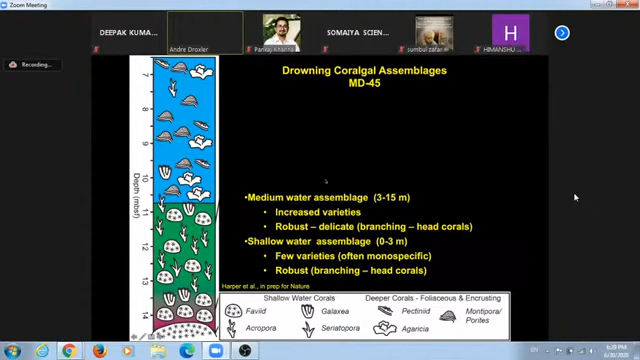 Zoom Meeting
DEEPAK KUMA...
Andre Droxler
Pankaj Khanna
SOMAIYA SCIEN...
sumbul zafar
H
HIMANSHU
Recording...
Drowning Coralgal Assemblages
MD-45
7
8
9
10
11
12
13
14
Depth (mbsf)
•Medium water assemblage (3-15 m)
• Increased varieties
• Robust – delicate (branching – head corals)
•Shallow water assemblage (0-3 m)
• Few varieties (often monospecific)
• Robust (branching – head corals)
Harper et al., in prep for Nature
Shallow Water Corals
Faviid
Galaxea
Acropora
Seriatopora
Deeper Corals - Foliaceous & Encrusting
Pectiniid
Montipora/
Porites
Agaricia
EN
6:20 PM
6/30/2020